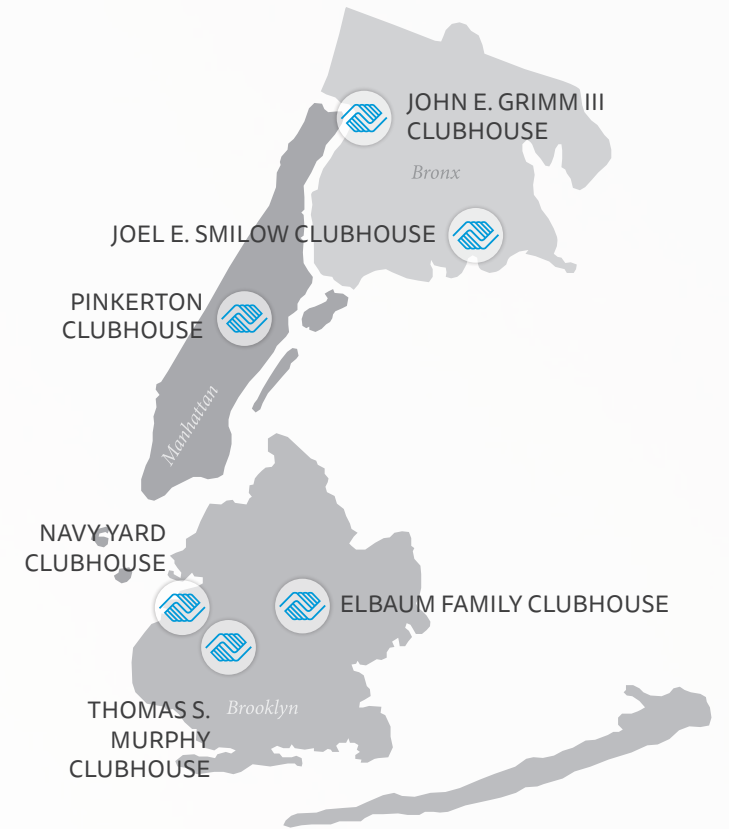 JOHN E. GRIMM III
CLUBHOUSE
Bronx
JOEL E. SMILOW CLUBHOUSE
PINKERTON
CLUBHOUSE
Manhattan
NAVY YARD
CLUBHOUSE
ELBAUM FAMILY CLUBHOUSE
THOMAS S.
MURPHY
CLUBHOUSE
Brooklyn